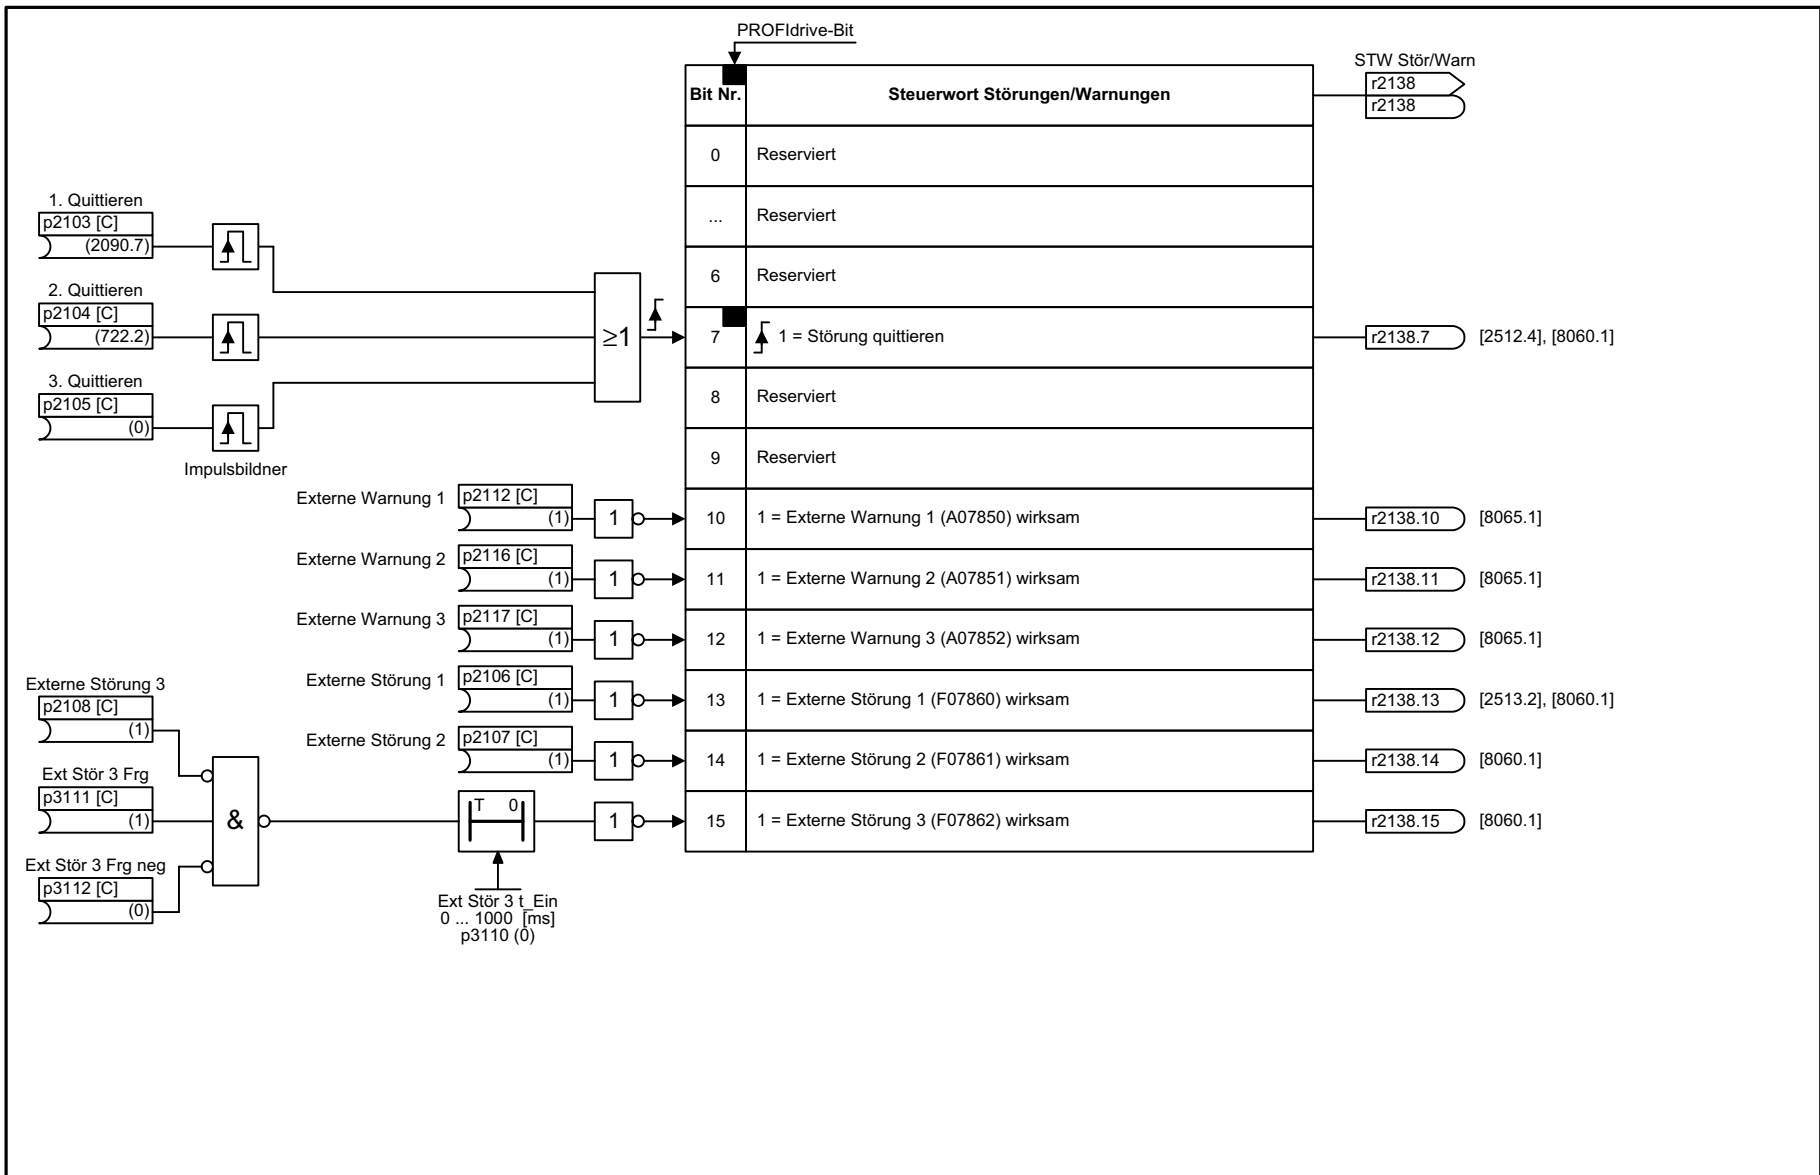 PROFIdrive-Bit
STW Stör/Warn
r2138
r2138
Bit Nr.
Steuerwort Störungen/Warnungen
0
Reserviert
1. Quittieren
p2103 [C]
(2090.7)
...
Reserviert
6
Reserviert
2. Quittieren
p2104 [C]
(722.2)
≥1
7
1 = Störung quittieren
r2138.7
[2512.4], [8060.1]
3. Quittieren
p2105 [C]
(0)
Impulsbildner
8
Reserviert
9
Reserviert
Externe Warnung 1
p2112 [C]
(1)
1
10
1 = Externe Warnung 1 (A07850) wirksam
r2138.10
[8065.1]
Externe Warnung 2
p2116 [C]
(1)
1
11
1 = Externe Warnung 2 (A07851) wirksam
r2138.11
[8065.1]
Externe Warnung 3
p2117 [C]
(1)
1
12
1 = Externe Warnung 3 (A07852) wirksam
r2138.12
[8065.1]
Externe Störung 1
p2106 [C]
(1)
1
13
1 = Externe Störung 1 (F07860) wirksam
r2138.13
[2513.2], [8060.1]
Externe Störung 2
p2107 [C]
(1)
1
14
1 = Externe Störung 2 (F07861) wirksam
r2138.14
[8060.1]
Externe Störung 3
p2108 [C]
(1)
Ext Stör 3 Frg
p3111 [C]
(1)
&
T 0
1
15
1 = Externe Störung 3 (F07862) wirksam
r2138.15
[8060.1]
Ext Stör 3 Frg neg
p3112 [C]
(0)
Ext Stör 3 t_Ein
0 ... 1000 [ms]
p3110 (0)